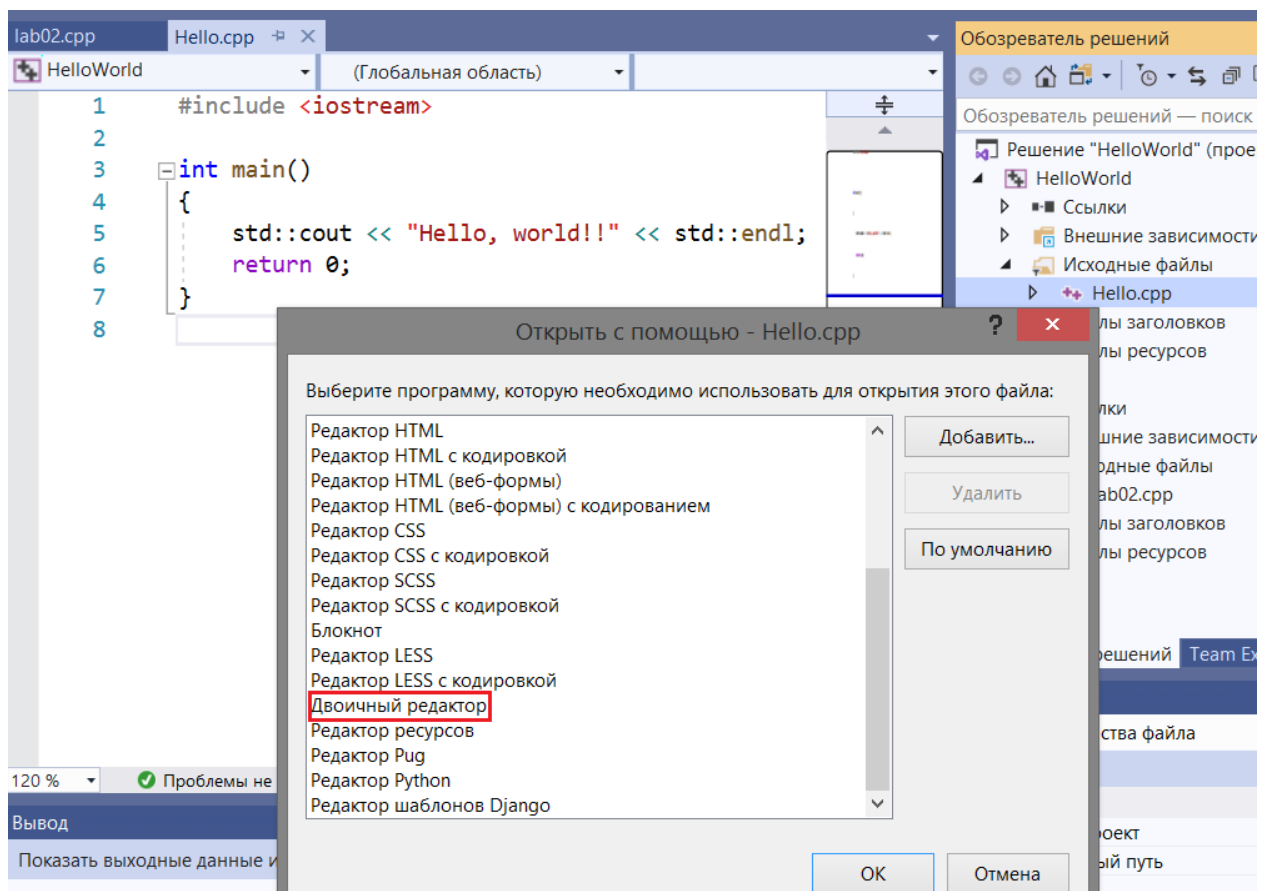 lab02.cpp
Hello.cpp
HelloWorld
(Глобальная область)
1 #include <iostream>
2
3 int main()
4 {
5 std::cout << "Hello, world!!" << std::endl;
6 return 0;
7 }
8
Обозреватель решений
Обозреватель решений — поиск
Решение "HelloWorld" (прое
HelloWorld
Ссылки
Внешние зависимости
Исходные файлы
Hello.cpp
лы заголовков
лы ресурсов
лки
шние зависимости
одные файлы
ab02.cpp
лы заголовков
лы ресурсов
решений
Team Ex
ства файла
роект
ый путь
Открыть с помощью - Hello.cpp
?
Выберите программу, которую необходимо использовать для открытия этого файла:
Редактор HTML
Редактор HTML с кодировкой
Редактор HTML (веб-формы)
Редактор HTML (веб-формы) с кодированием
Редактор CSS
Редактор CSS с кодировкой
Редактор SCSS
Редактор SCSS с кодировкой
Блокнот
Редактор LESS
Редактор LESS с кодировкой
Двоичный редактор
Редактор ресурсов
Редактор Pug
Редактор Python
Редактор шаблонов Django
Добавить...
Удалить
По умолчанию
OK
Отмена
120 %
Проблемы не
Вывод
Показать выходные данные и